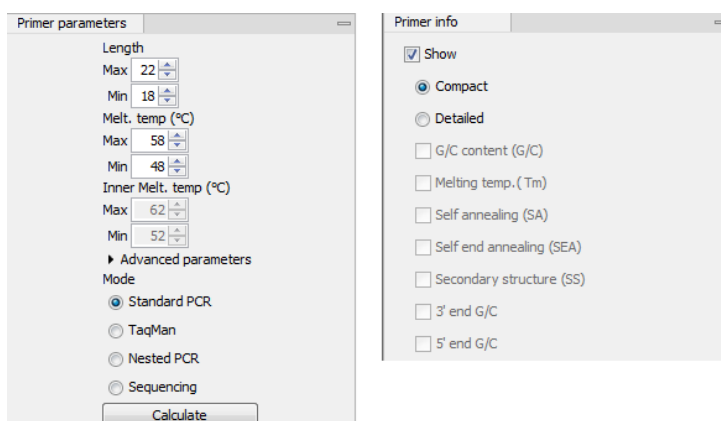 Primer parameters
Length
Max 22
Min 18
Melt. temp (°C)
Max 58
Min 48
Inner Melt. temp (°C)
Max 62
Min 52
Advanced parameters
Mode
Standard PCR
TaqMan
Nested PCR
Sequencing
Calculate
Primer info
Show
Compact
Detailed
G/C content (G/C)
Melting temp.( Tm)
Self annealing (SA)
Self end annealing (SEA)
Secondary structure (SS)
3' end G/C
5' end G/C